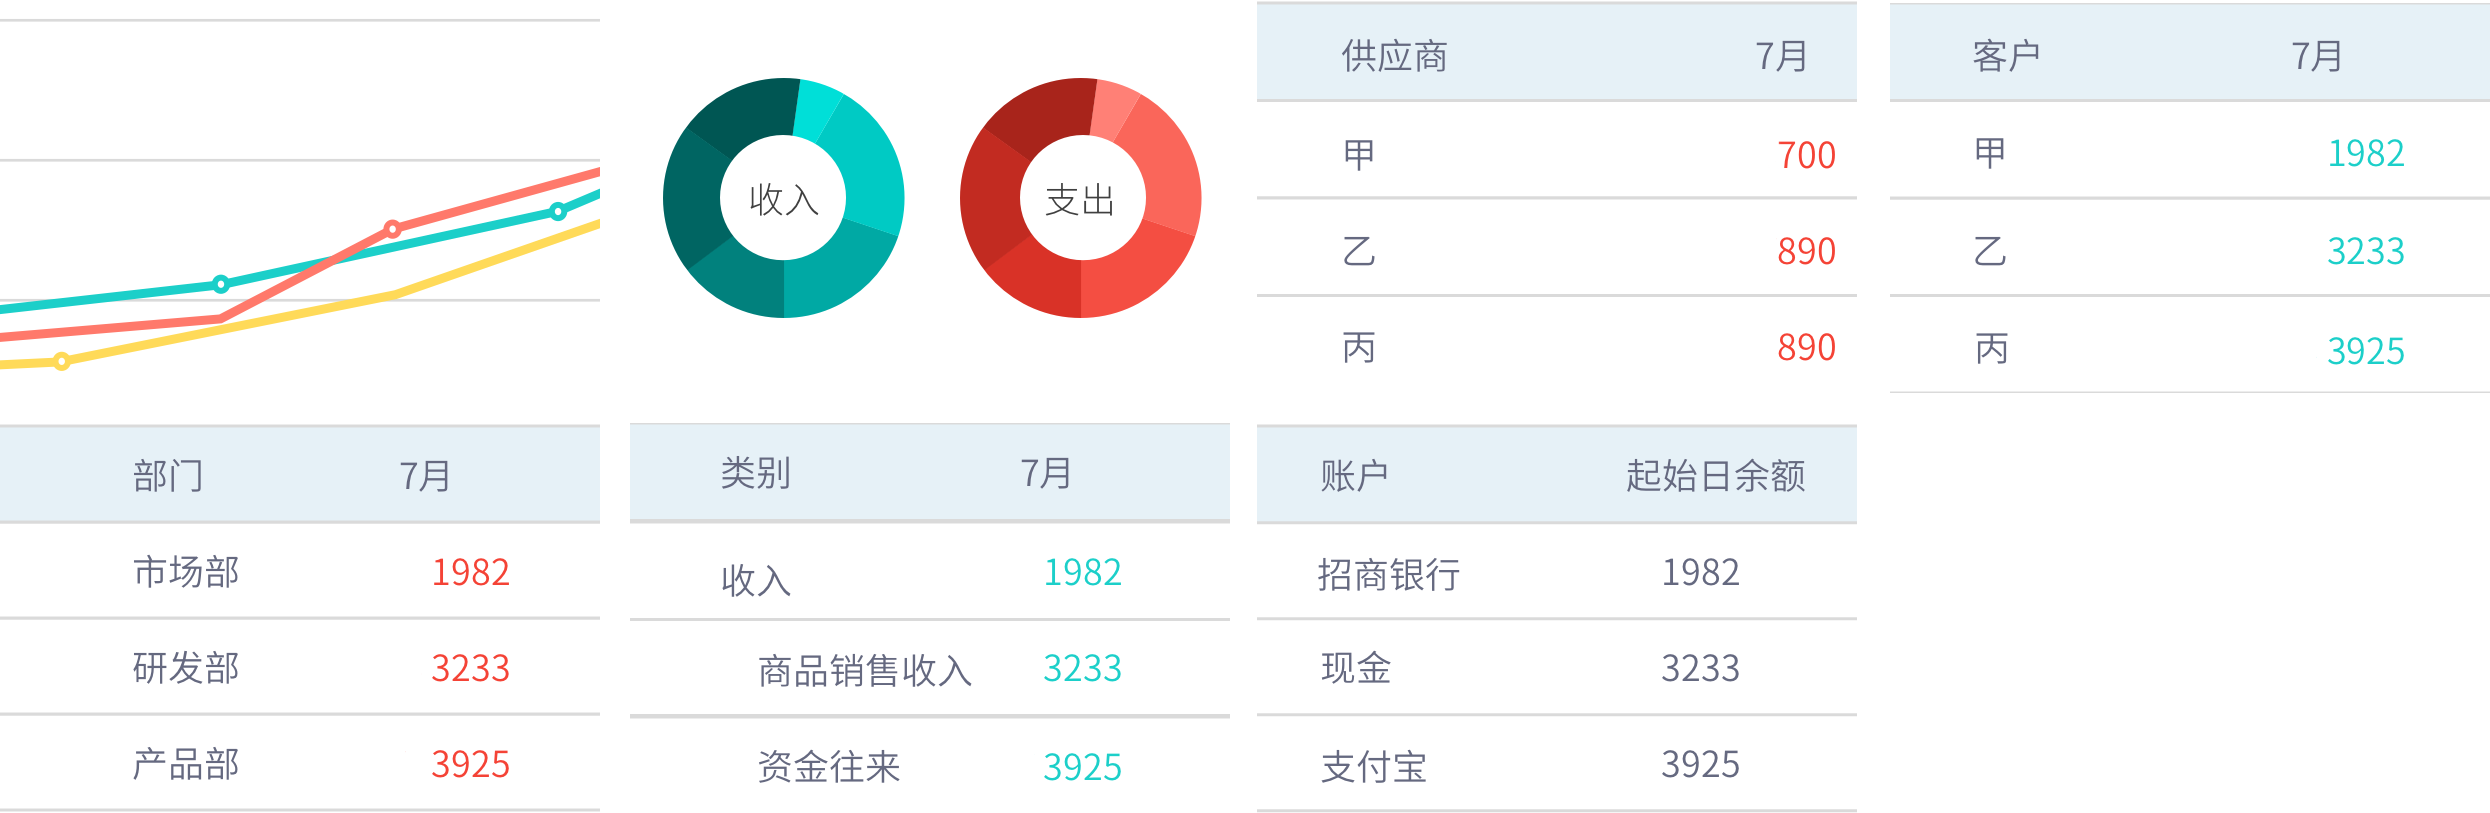 收入
支出
供应商 7月
甲 700
乙 890
丙 890
客户 7月
甲 1982
乙 3233
丙 3925
部门 7月
市场部 1982
研发部 3233
产品部 3925
类别 7月
收入 1982
商品销售收入 3233
资金往来 3925
账户 起始日余额
招商银行 1982
现金 3233
支付宝 3925